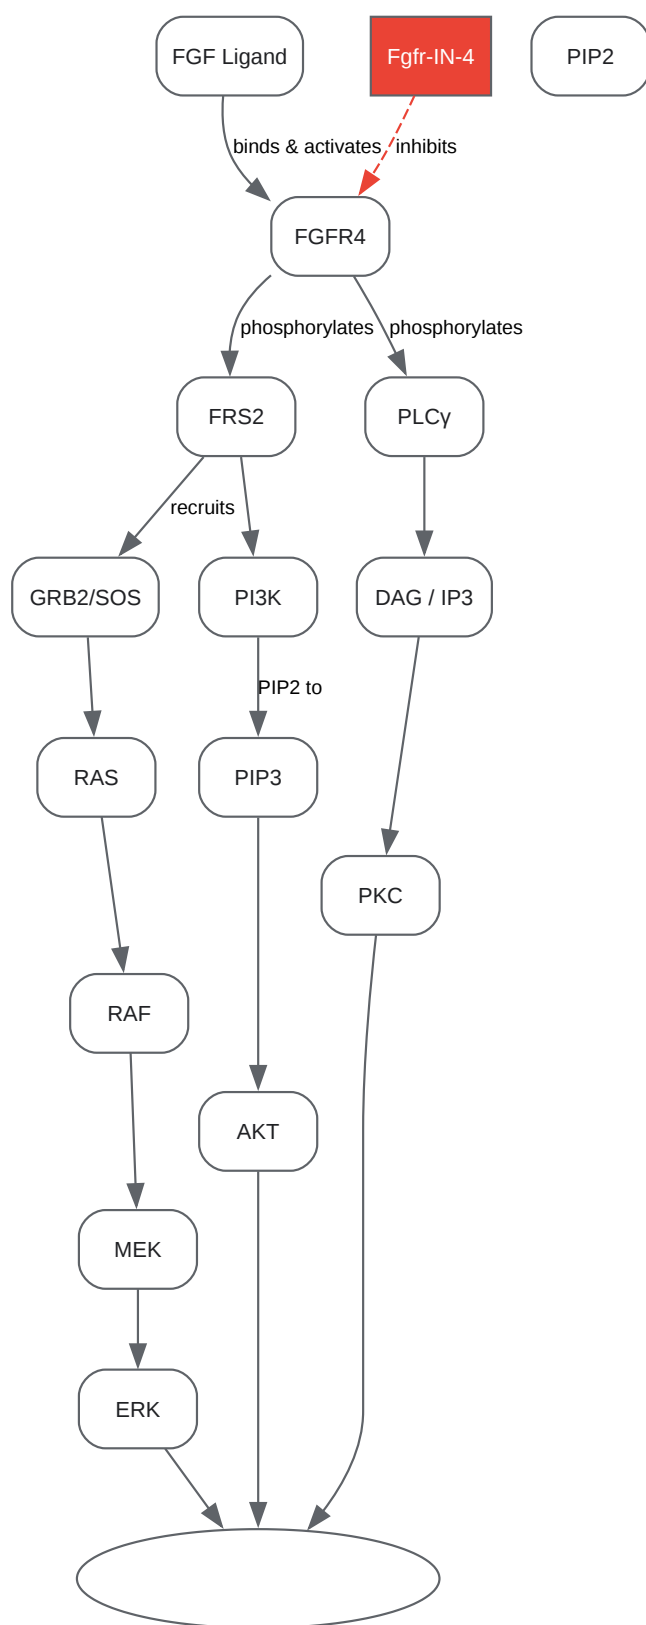 FGF Ligand
Fgfr-IN-4
PIP2
binds & activates
inhibits
FGFR4
phosphorylates
phosphorylates
FRS2
PLCγ
recruits
GRB2/SOS
PI3K
DAG / IP3
PIP2 to
RAS
PIP3
PKC
RAF
AKT
MEK
ERK